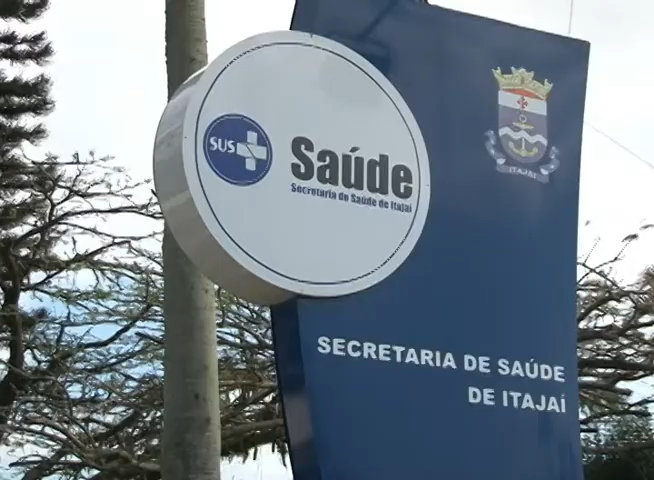 SUS
Saúde
Secretaria de Saúde de Itajaí
ITAJAÍ
SECRETARIA DE SAÚDE
DE ITAJAÍ